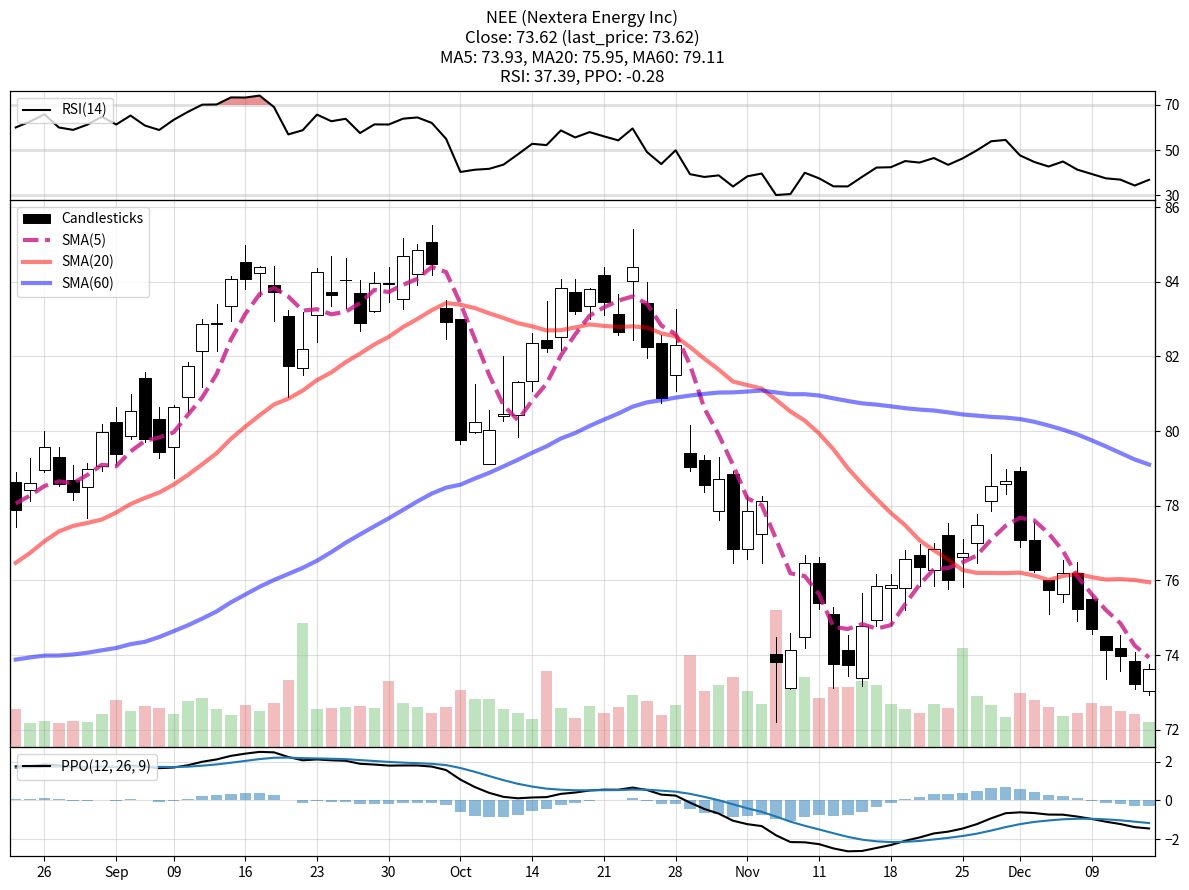 NEE (Nextera Energy Inc)
Close: 73.62 (last_price: 73.62)
MA5: 73.93, MA20: 75.95, MA60: 79.11
RSI: 37.39, PPO: -0.28
RSI(14)
70
50
30
Candlesticks
SMA(5)
SMA(20)
SMA(60)
86
84
82
80
78
76
74
72
PPO(12, 26, 9)
2
0
−2
26 Sep 09 16 23 30 Oct 14 21 28 Nov 11 18 25 Dec 09